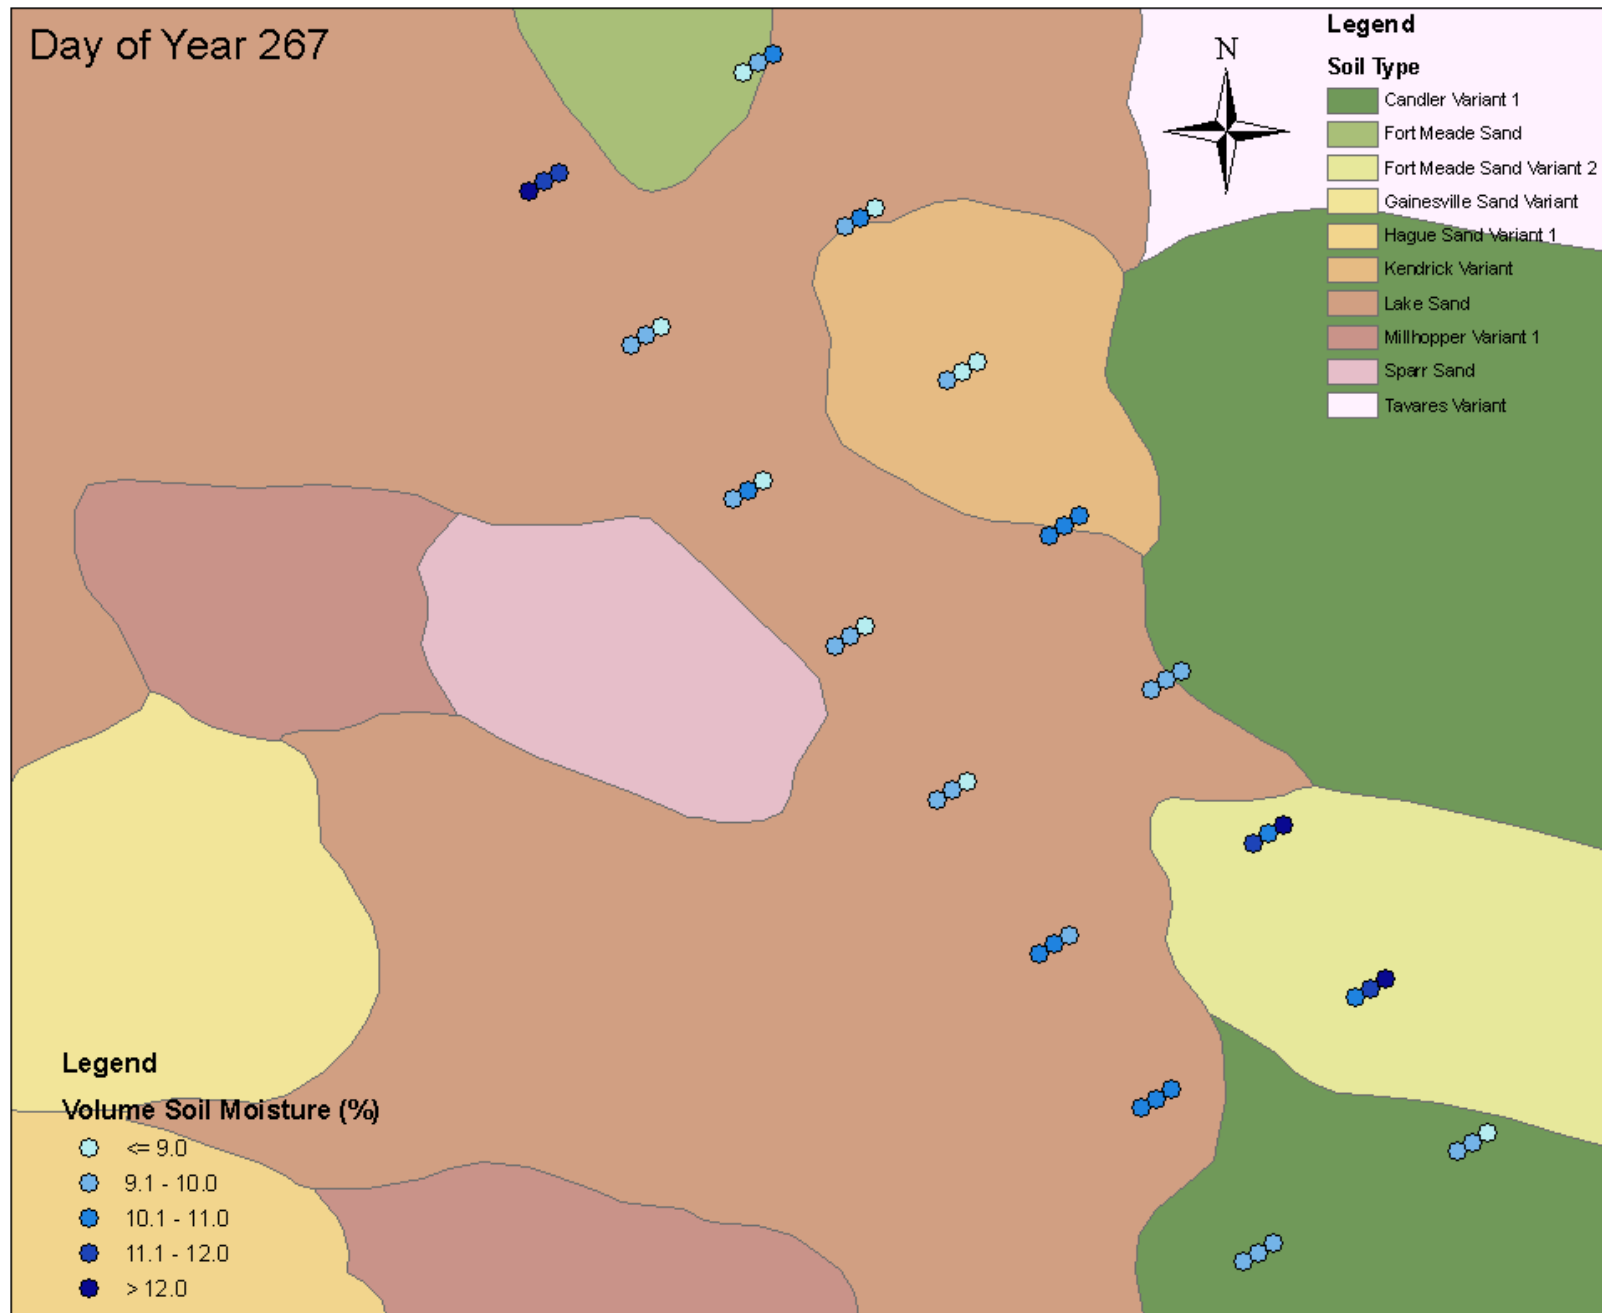 Day of Year 267
N
Legend
Soil Type
Candler Variant 1
Fort Meade Sand
Fort Meade Sand Variant 2
Gainesville Sand Variant
Hague Sand Variant 1
Kendrick Variant
Lake Sand
Millhopper Variant 1
Sparr Sand
Tavares Variant
Legend
Volume Soil Moisture (%)
<= 9.0
9.1 - 10.0
10.1 - 11.0
11.1 - 12.0
> 12.0